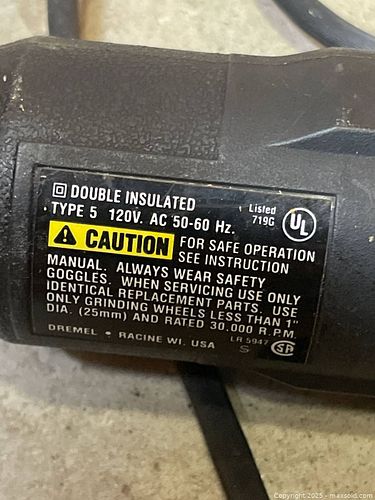 DOUBLE INSULATED
TYPE 5 120V. AC 50-60 Hz.
Listed
719G
UL
CAUTION FOR SAFE OPERATION
SEE INSTRUCTION
MANUAL. ALWAYS WEAR SAFETY
GOGGLES. WHEN SERVICING USE ONLY
IDENTICAL REPLACEMENT PARTS. USE
ONLY GRINDING WHEELS LESS THAN 1"
DIA. (25mm) AND RATED 30,000 R.P.M.
DREMEL • RACINE WI. USA
LR 5947
S
SA
Copyright 2025 - maxsold.com